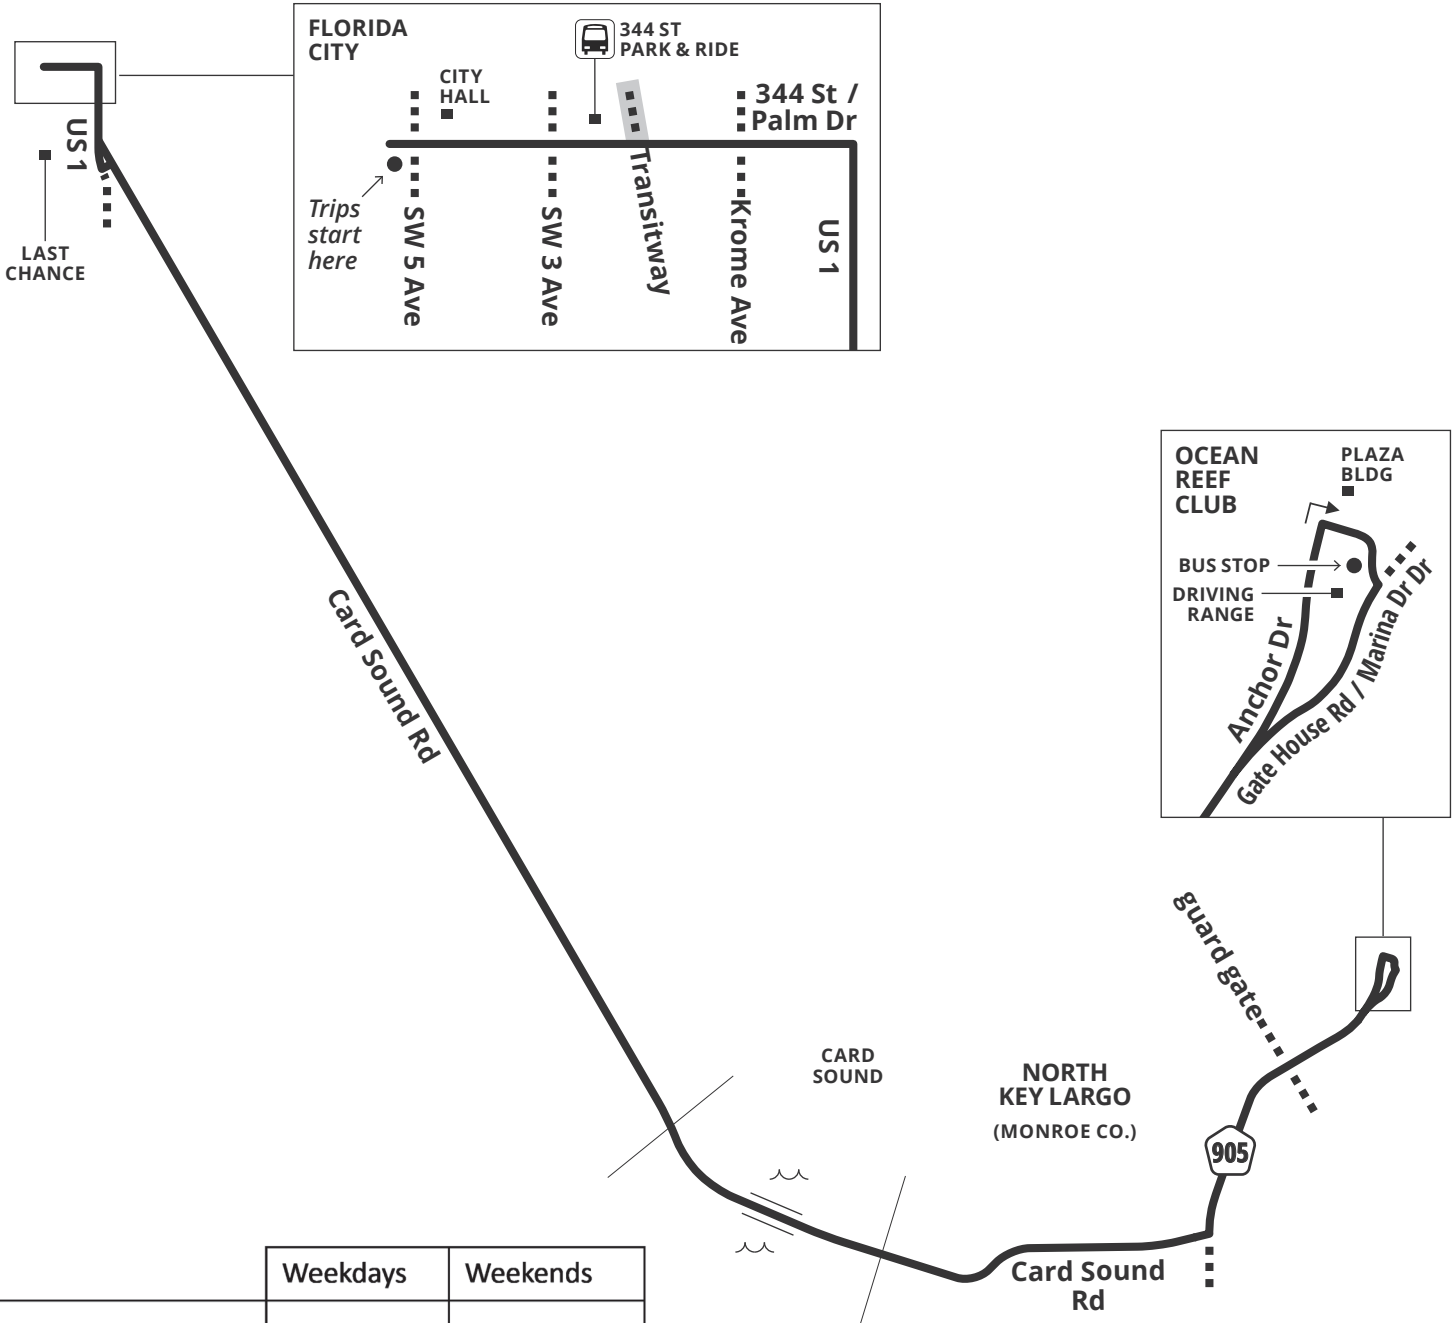 FLORIDA
CITY
344 ST
PARK & RIDE
CITY
HALL
344 St /
Palm Dr
Trips
start
here
SW 5 Ave
SW 3 Ave
Transitway
Krome Ave
US 1
US 1
LAST
CHANCE
Card Sound Rd
OCEAN
REEF
CLUB
PLAZA
BLDG
BUS STOP
DRIVING
RANGE
Anchor Dr
Gate House Rd / Marina Dr Dr
guard gate
CARD
SOUND
NORTH
KEY LARGO
(MONROE CO.)
905
Card Sound
Rd
Weekdays
Weekends